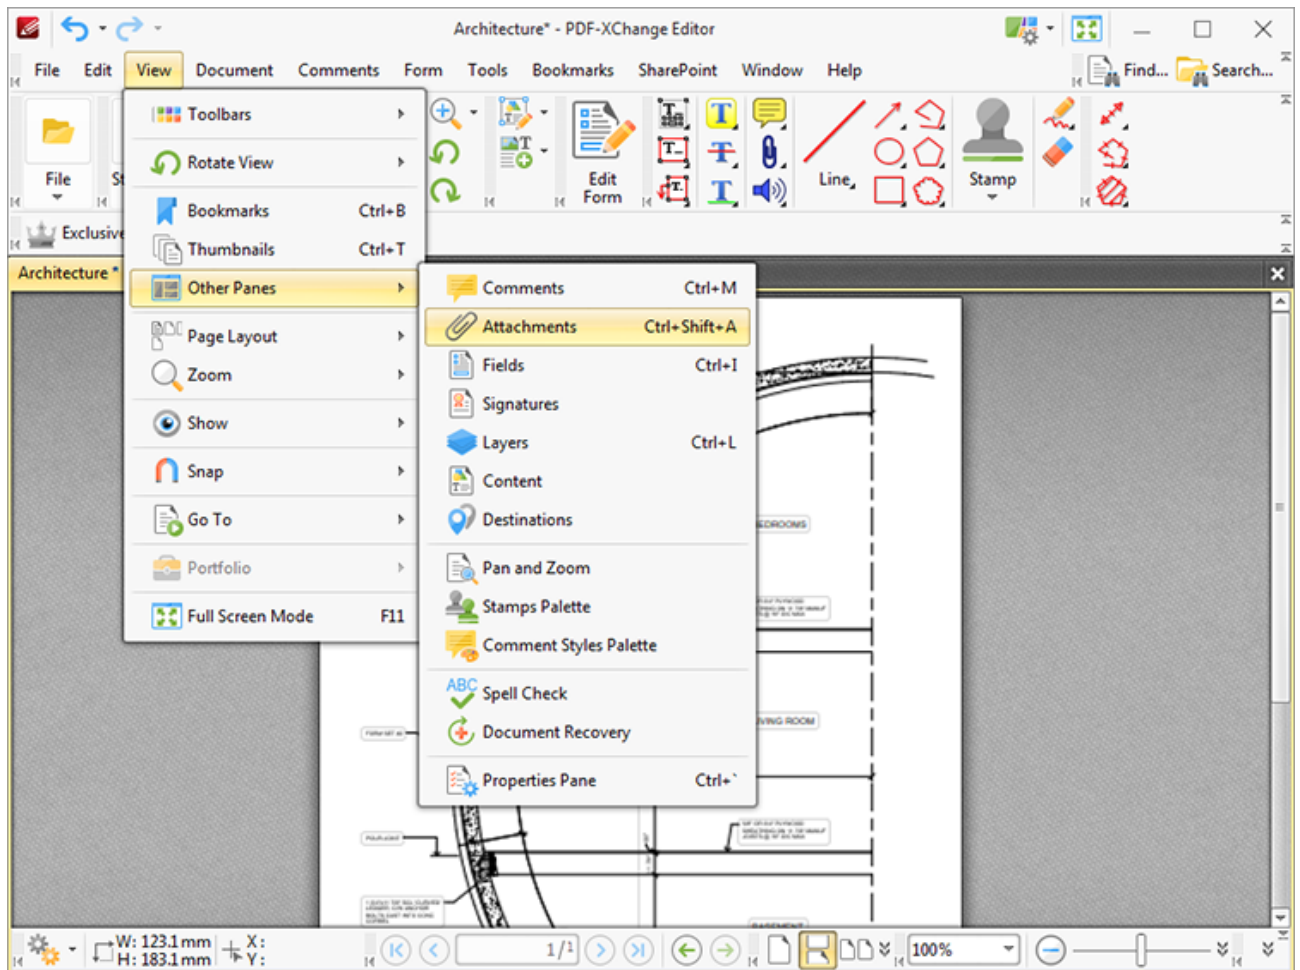 Architecture* - PDF-XChange Editor
File Edit View Document Comments Form Tools Bookmarks SharePoint Window Help Find... Search...
File
Edit Form
Line
Stamp
Exclusive
Architecture *
Toolbars
Rotate View
Bookmarks Ctrl+B
Thumbnails Ctrl+T
Other Panes
Page Layout
Zoom
Show
Snap
Go To
Portfolio
Full Screen Mode F11
Comments Ctrl+M
Attachments Ctrl+Shift+A
Fields Ctrl+I
Signatures
Layers Ctrl+L
Content
Destinations
Pan and Zoom
Stamps Palette
Comment Styles Palette
ABC Spell Check
Document Recovery
Properties Pane Ctrl+`
EDROOMS
VING ROOM
BASEMENT
W: 123.1 mm X:
H: 183.1 mm Y:
1/1
100%